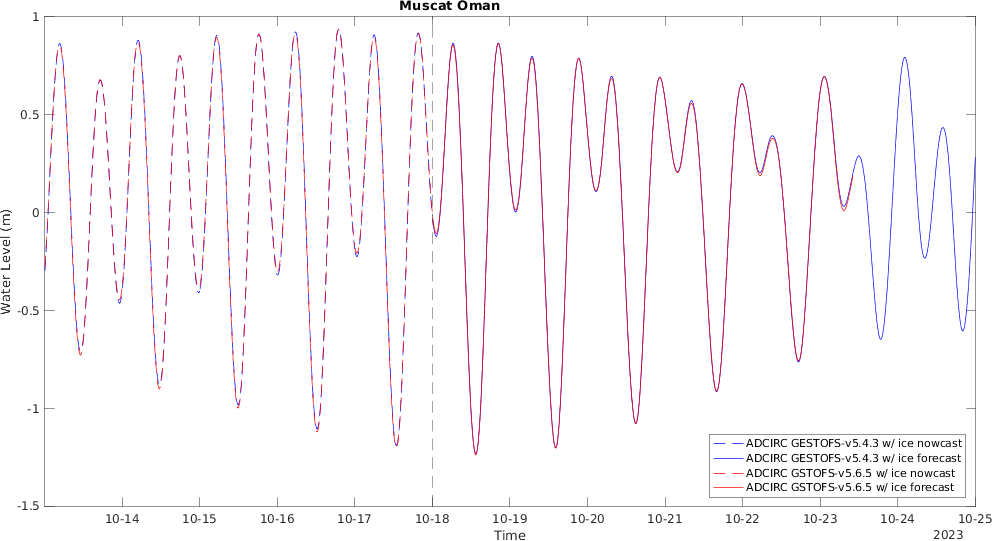 Muscat Oman
1
0.5
0
-0.5
-1
-1.5
Water Level (m)
10-14 10-15 10-16 10-17 10-18 10-19 10-20 10-21 10-22 10-23 10-24 10-25
Time
2023
ADCIRC GESTOFS-v5.4.3 w/ ice nowcast
ADCIRC GESTOFS-v5.4.3 w/ ice forecast
ADCIRC GSTOFS-v5.6.5 w/ ice nowcast
ADCIRC GSTOFS-v5.6.5 w/ ice forecast